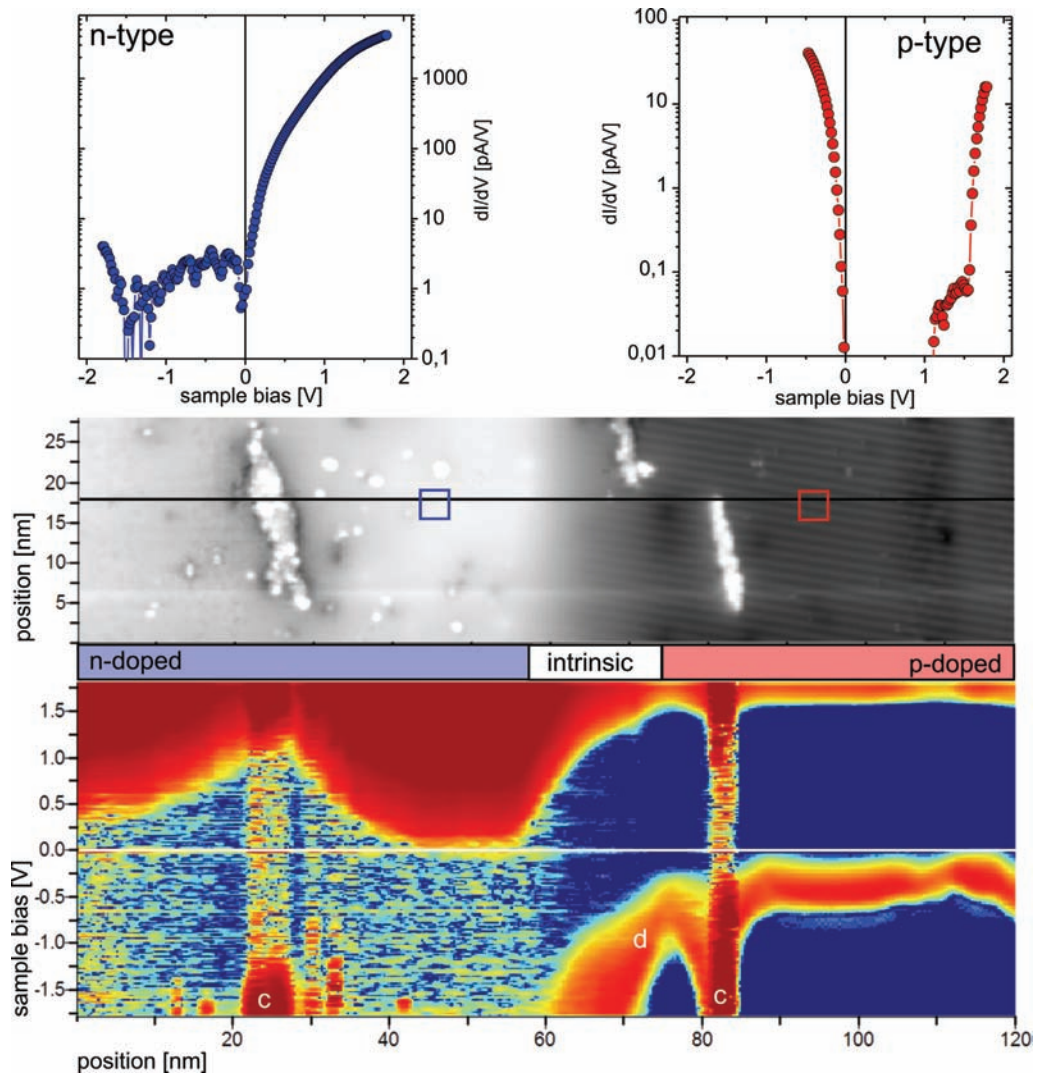 n-type
1000
100
10
1
0,1
dI/dV [pA/V]
-2
-1
0
1
2
sample bias [V]
p-type
100
10
1
0,1
0,01
dI/dV [pA/V]
-2
-1
0
1
2
sample bias [V]
25
20
15
10
5
position [nm]
n-doped
intrinsic
p-doped
1.5
1.0
0.5
0.0
-0.5
-1.0
-1.5
sample bias [V]
c
d
c
20
40
60
80
100
120
position [nm]